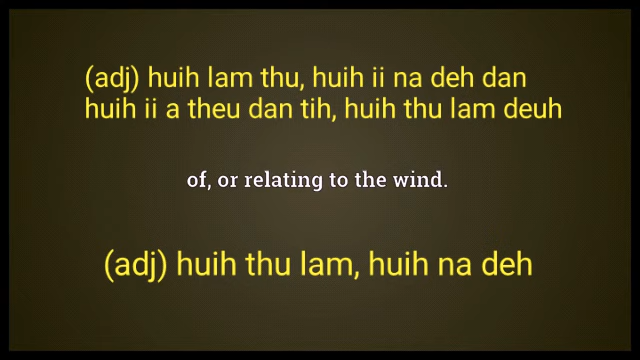 (adj) huih lam thu, huih ii na deh dan
huih ii a theu dan tih, huih thu lam deuh
of, or relating to the wind.
(adj) huih thu lam, huih na deh